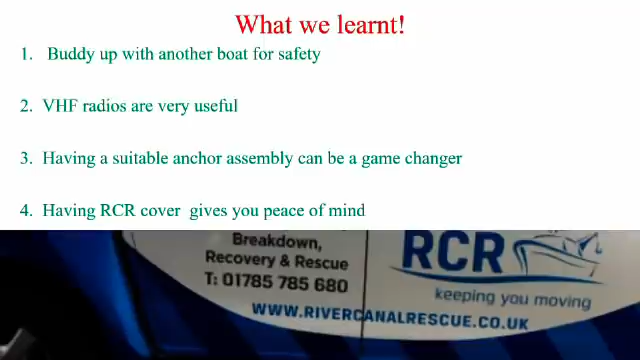 What we learnt!
1. Buddy up with another boat for safety
2. VHF radios are very useful
3. Having a suitable anchor assembly can be a game changer
4. Having RCR cover gives you peace of mind
Breakdown,
Recovery & Rescue
T: 01785 785 680
RCR
keeping you moving
WWW.RIVERCANALRESCUE.CO.UK